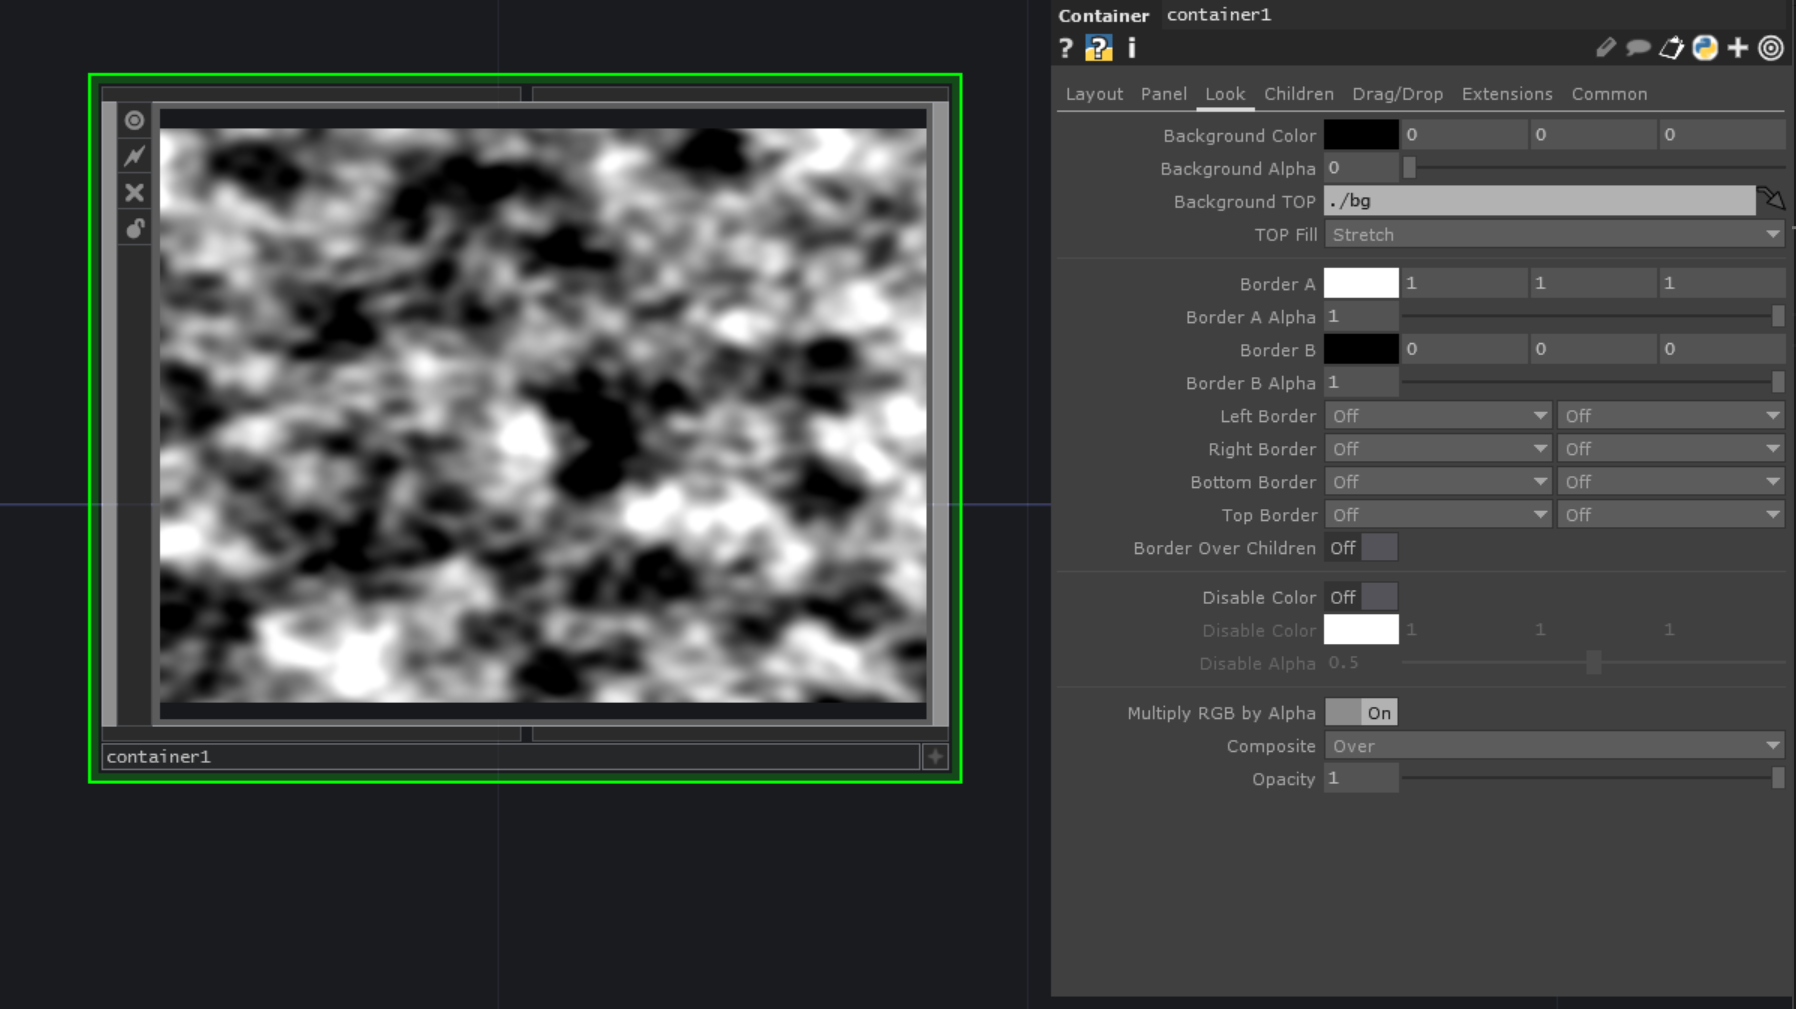 Container container1
? ? i
Layout Panel Look Children Drag/Drop Extensions Common
Background Color 0 0 0
Background Alpha 0
Background TOP ./bg
TOP Fill Stretch
Border A 1 1 1
Border A Alpha 1
Border B 0 0 0
Border B Alpha 1
Left Border Off Off
Right Border Off Off
Bottom Border Off Off
Top Border Off Off
Border Over Children Off
Disable Color Off
Disable Color 1 1 1
Disable Alpha 0.5
Multiply RGB by Alpha On
Composite Over
Opacity 1
container1